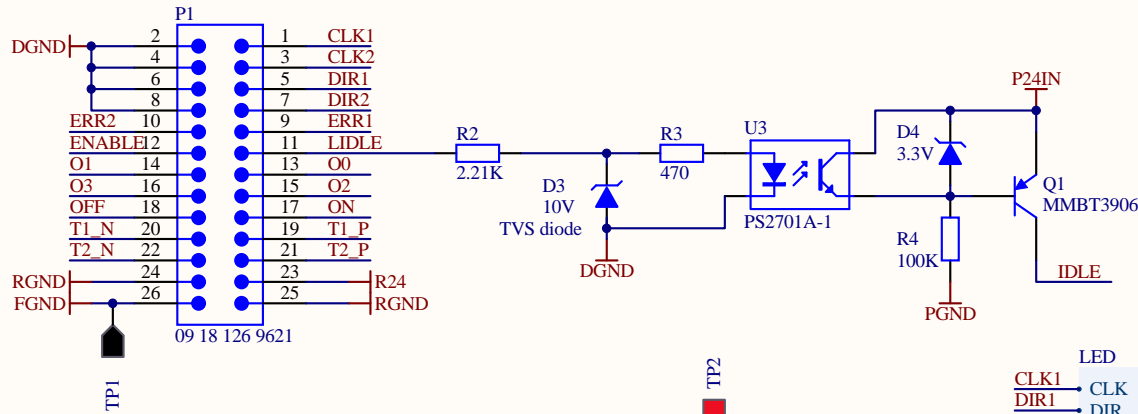 P1
DGND
2
1
CLK1
4
3
CLK2
6
5
DIR1
8
7
DIR2
ERR2
10
9
ERR1
ENABLE
12
11
LIDLE
O1
14
13
O0
O3
16
15
O2
OFF
18
17
ON
T1_N
20
19
T1_P
T2_N
22
21
T2_P
RGND
24
23
R24
FGND
26
25
RGND
09 18 126 9621
TP1
R2
2.21K
D3
10V
TVS diode
DGND
R3
470
U3
PS2701A-1
P24IN
D4
3.3V
Q1
MMBT3906
R4
100K
PGND
IDLE
TP2
LED
CLK1
CLK
DIR1
DIR